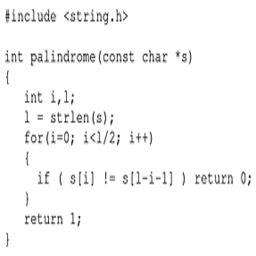 #include <string.h>
int palindrome(const char *s)
{
int i,l;
l = strlen(s);
for(i=0; i<l/2; i++)
{
if ( s[i] != s[l-i-1] ) return 0;
}
return 1;
}